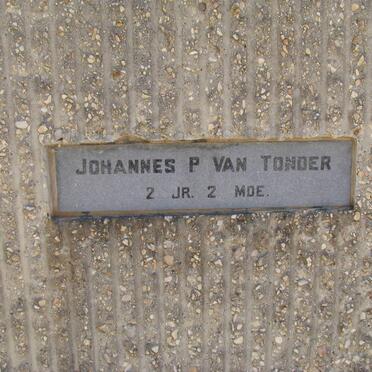 JOHANNES P VAN TONDER
2 JR. 2 MDE.